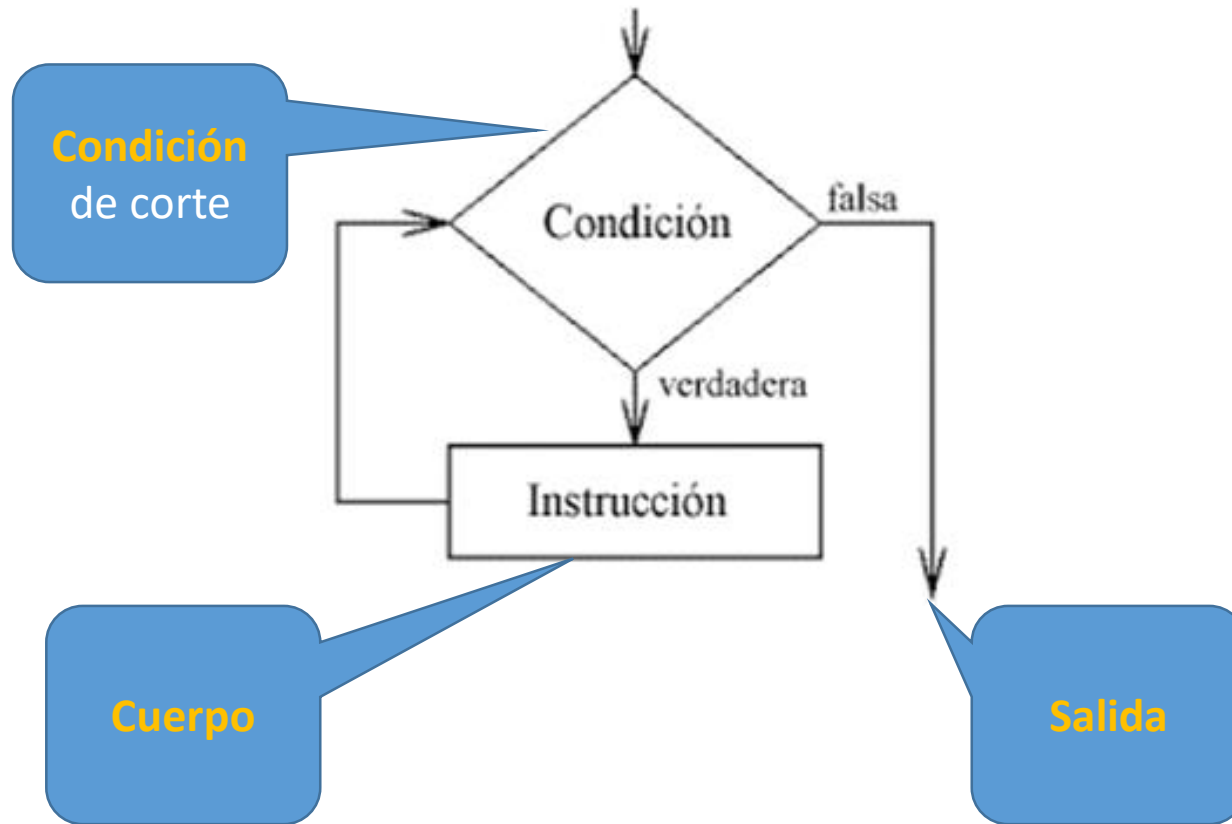 Condición
de corte
Condición
falsa
verdadera
Instrucción
Cuerpo
Salida